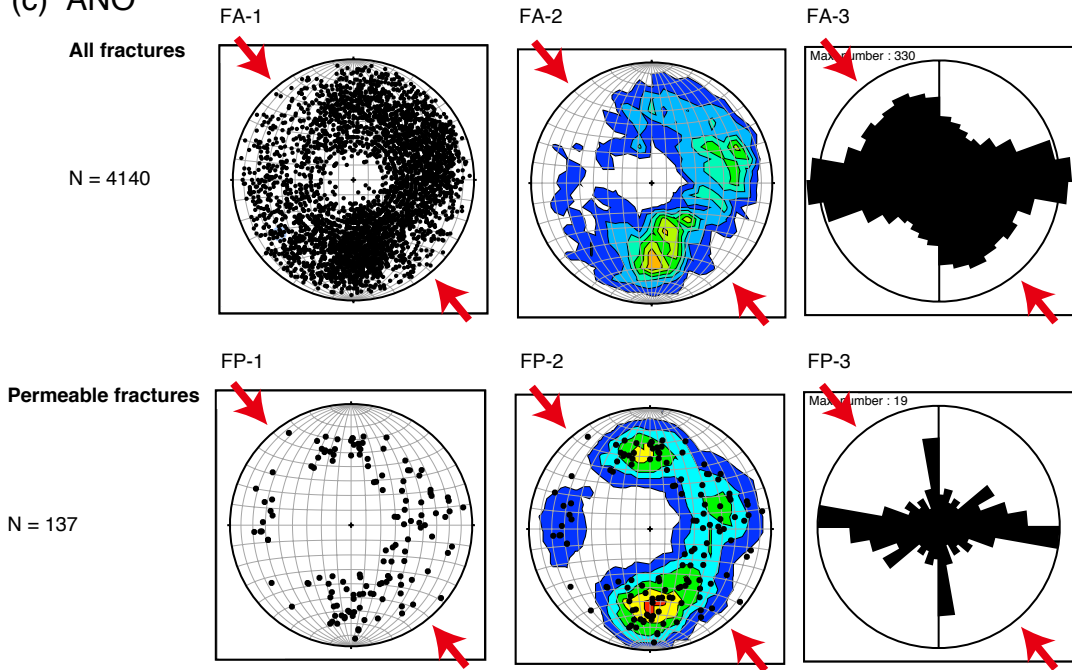 (c) ANO
FA-1
FA-2
FA-3
All fractures
Max number : 330
N = 4140
FP-1
FP-2
FP-3
Permeable fractures
Max number : 19
N = 137